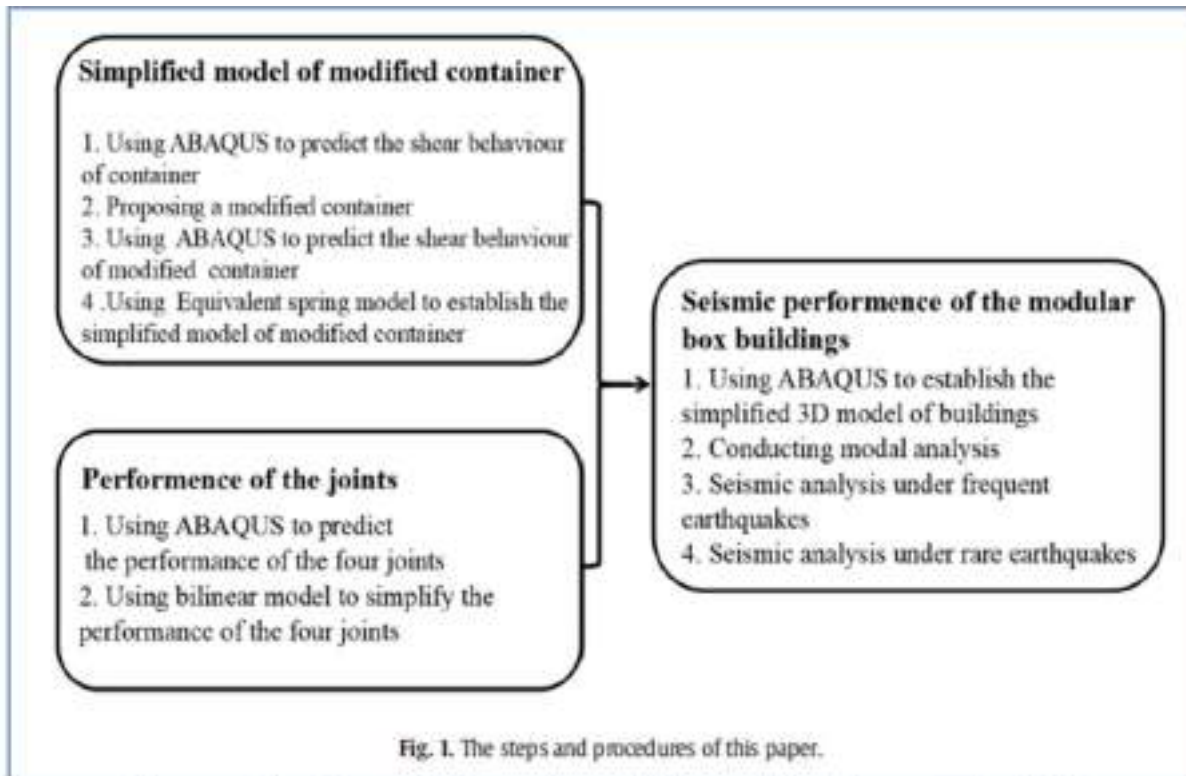 Simplified model of modified container
1. Using ABAQUS to predict the shear behaviour
of container
2. Proposing a modified container
3. Using ABAQUS to predict the shear behaviour
of modified container
4 .Using Equivalent spring model to establish the
simplified model of modified container
Performence of the joints
1. Using ABAQUS to predict
the performance of the four joints
2. Using bilinear model to simplify the
performance of the four joints
Seismic performence of the modular
box buildings
1. Using ABAQUS to establish the
simplified 3D model of buildings
2. Conducting modal analysis
3. Seismic analysis under frequent
earthquakes
4. Seismic analysis under rare earthquakes
Fig. 1. The steps and procedures of this paper.